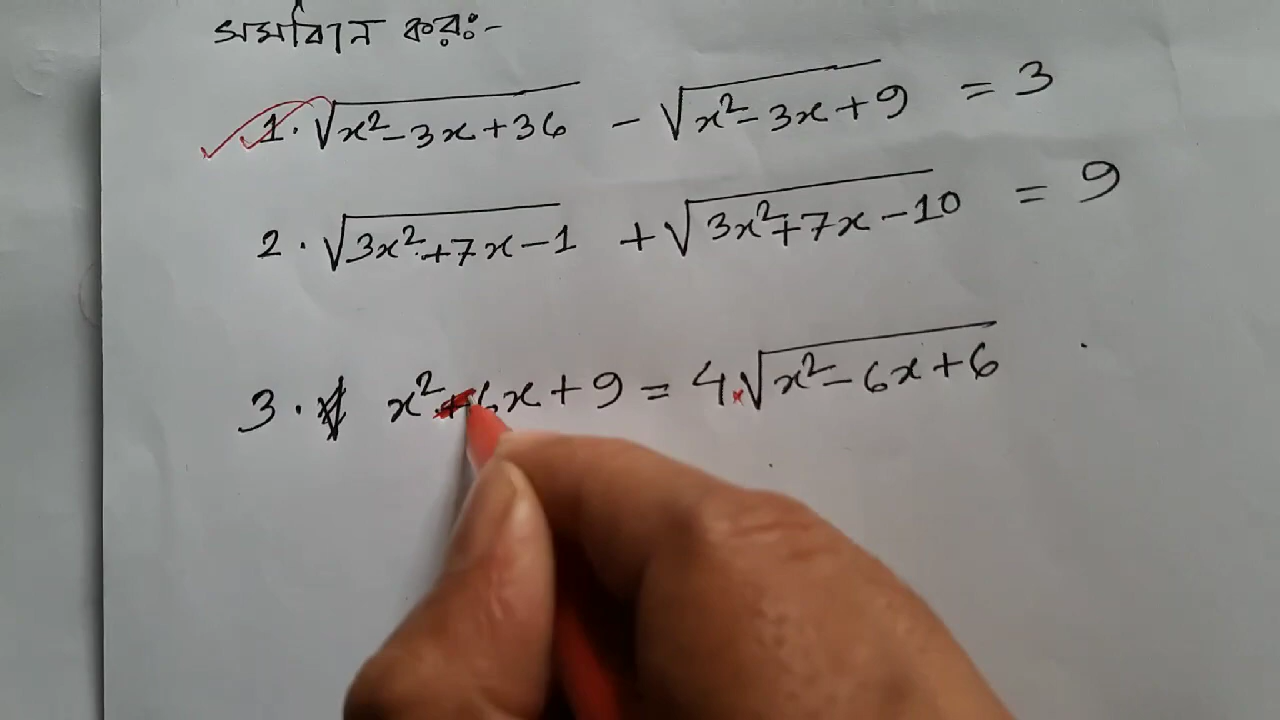 সমাধান করঃ-
1. √x²-3x+36 - √x²-3x+9 = 3
2. √3x²+7x-1 + √3x²+7x-10 = 9
3. x²-6x+9 = 4√x²-6x+6